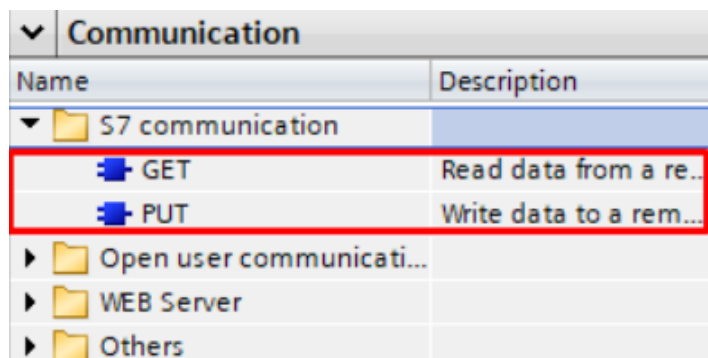 Communication
Name Description
S7 communication
GET Read data from a re..
PUT Write data to a rem...
Open user communicati...
WEB Server
Others